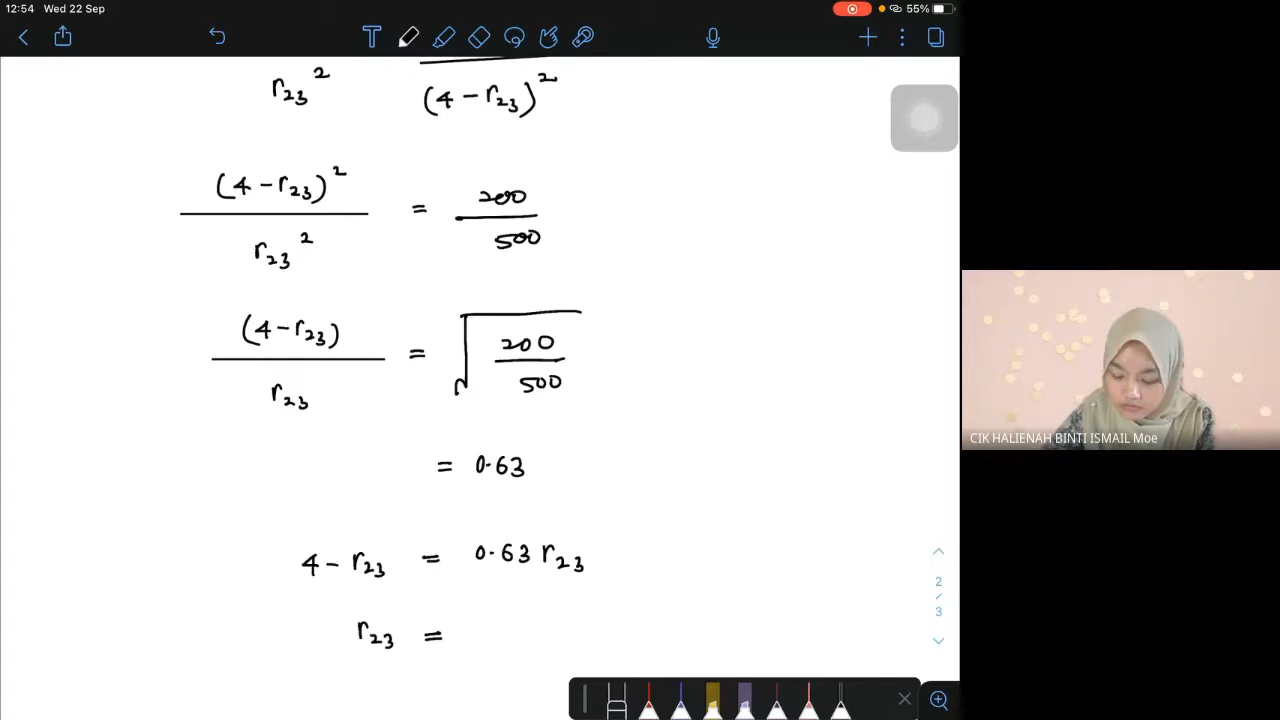 12:54 Wed 22 Sep 55%
r₂₃² (4 - r₂₃)²
(4 - r₂₃)² / r₂₃² = 200 / 500
(4 - r₂₃) / r₂₃ = √(200 / 500)
= 0.63
4 - r₂₃ = 0.63 r₂₃
r₂₃ =
CIK HALIENAH BINTI ISMAIL Moe
2 / 3